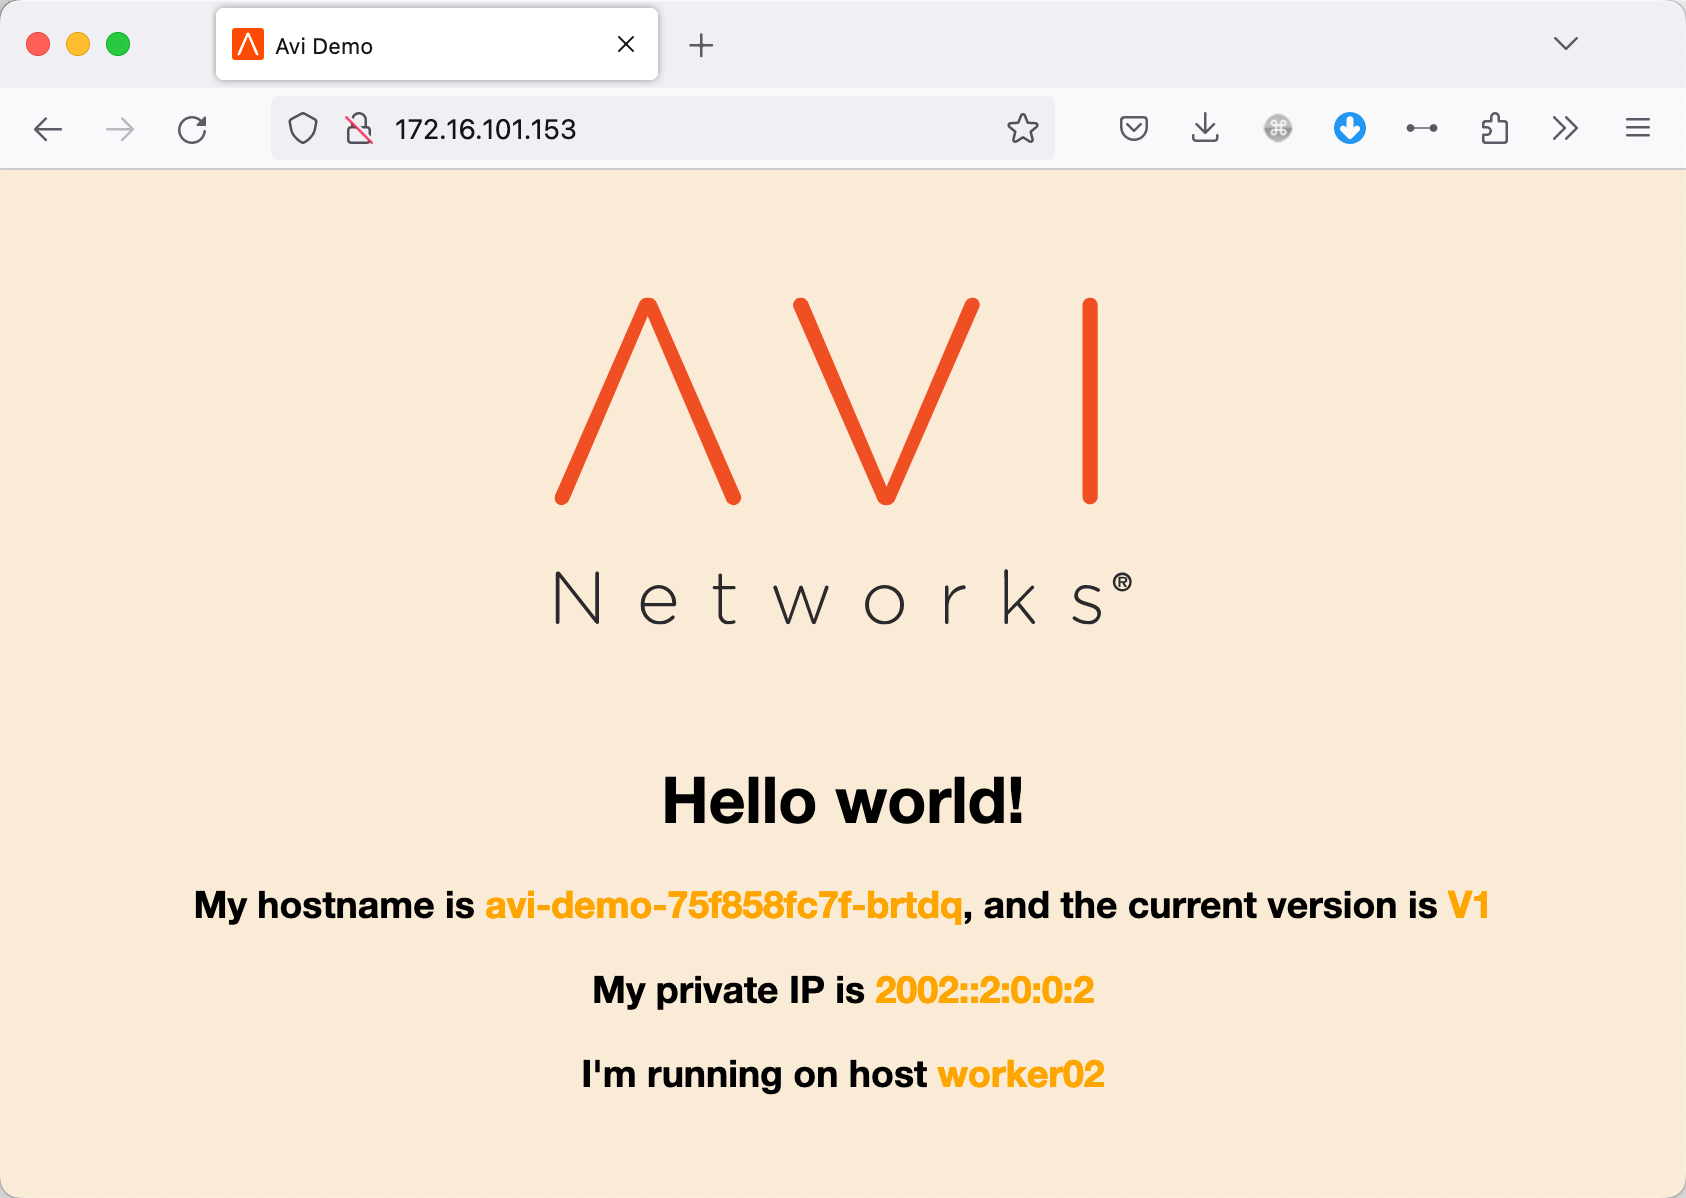 Avi Demo
172.16.101.153
AVI
Networks®
Hello world!
My hostname is avi-demo-75f858fc7f-brtdq, and the current version is V1
My private IP is 2002::2:0:0:2
I'm running on host worker02